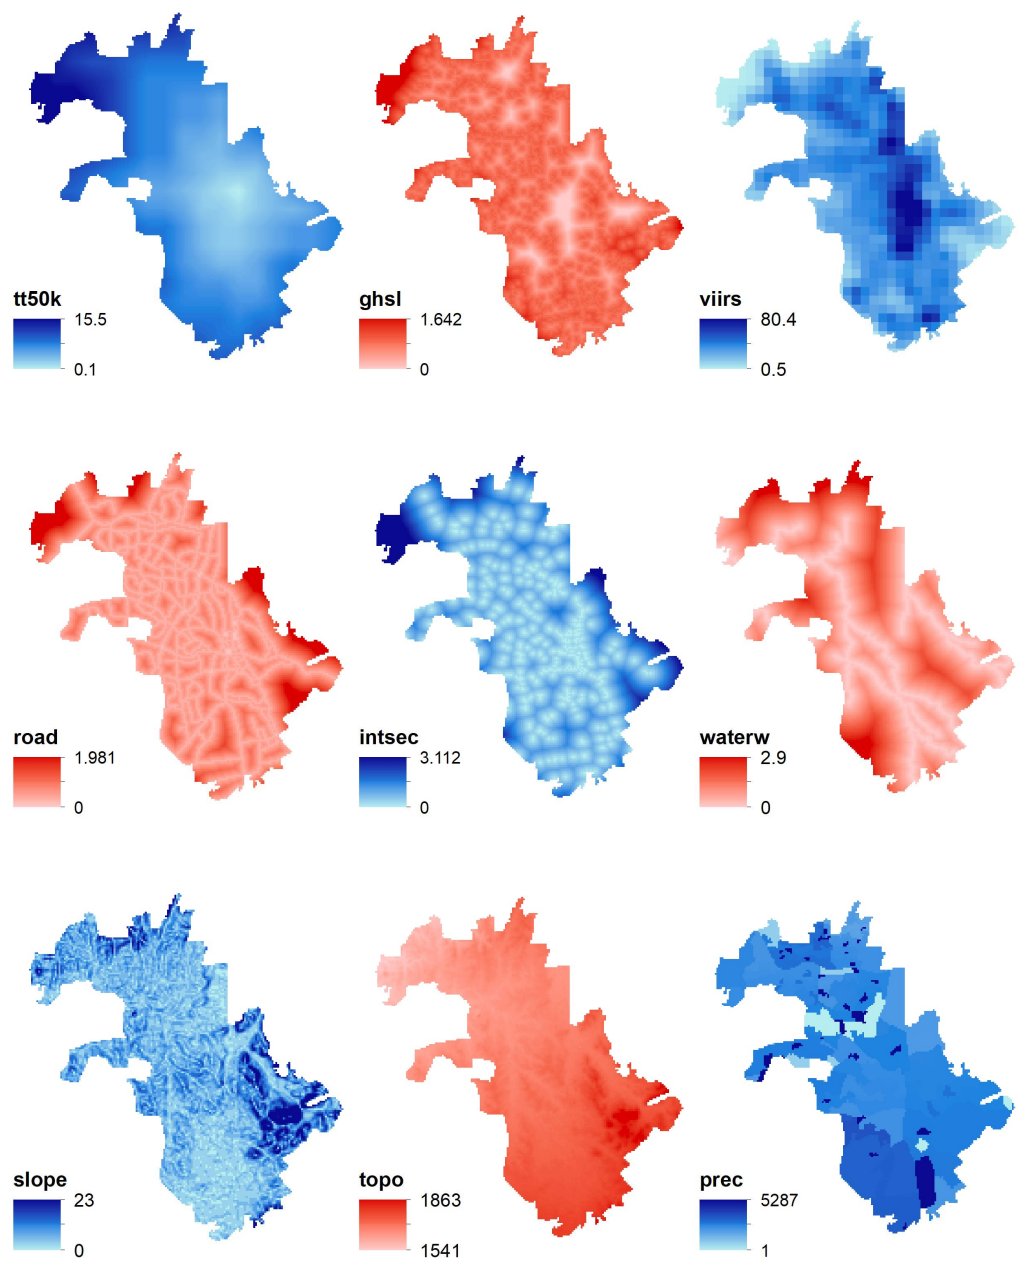 tt50k
15.5
0.1
ghsl
1.642
0
viirs
80.4
0.5
road
1.981
0
intsec
3.112
0
waterw
2.9
0
slope
23
0
topo
1863
1541
prec
5287
1